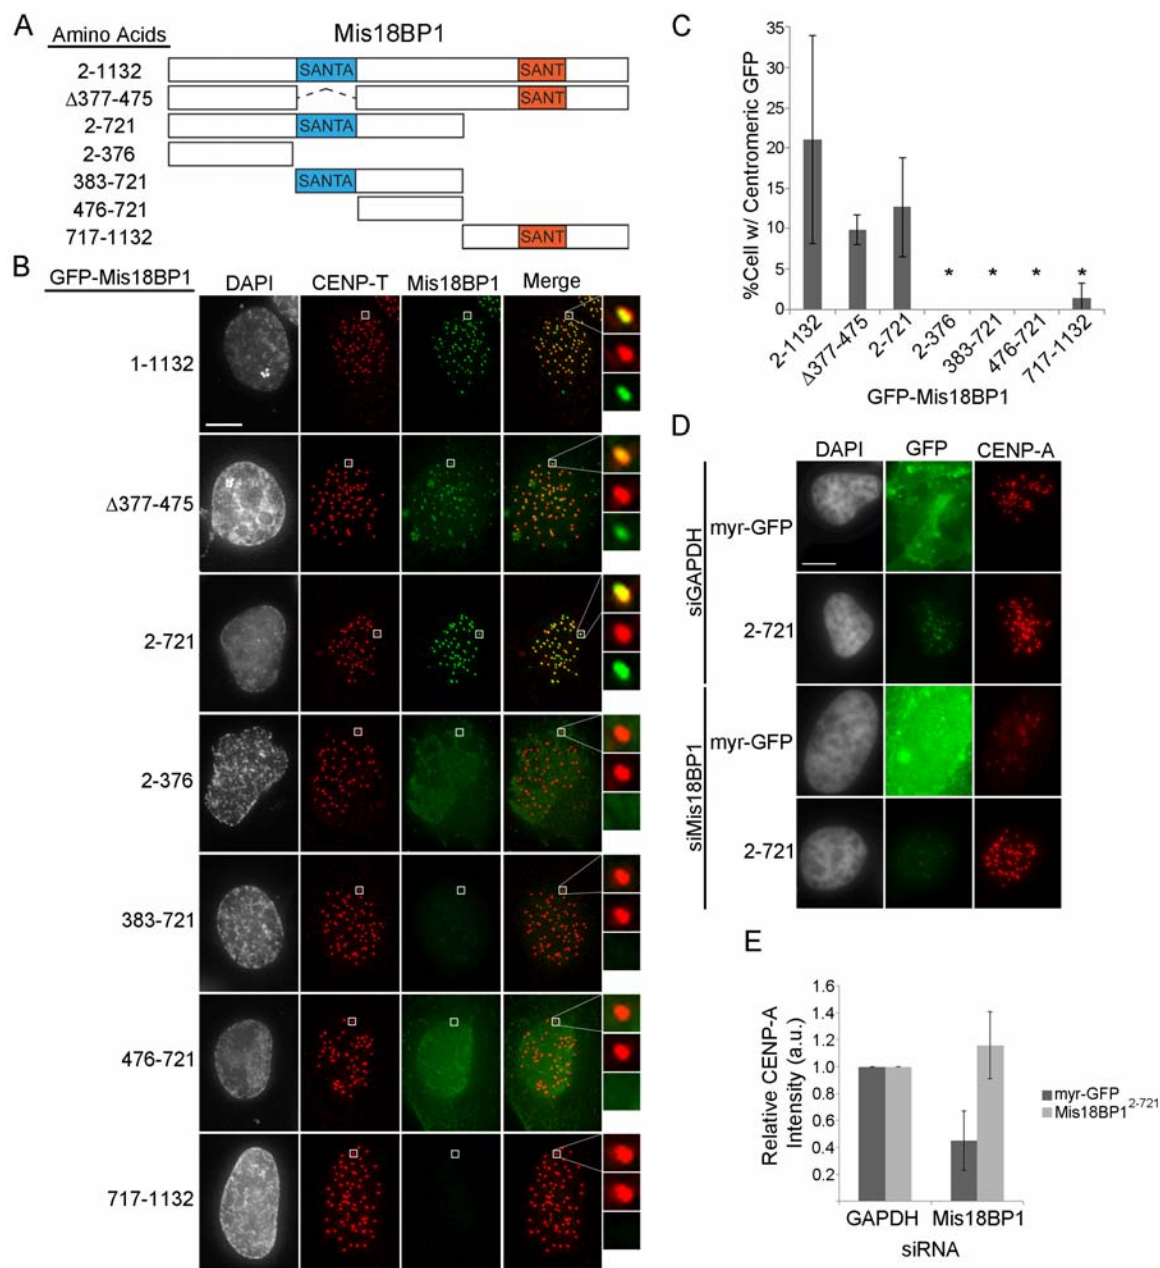 A
Amino Acids
Mis18BP1
2-1132
SANTA
SANT
Δ377-475
SANT
2-721
SANTA
2-376
383-721
SANTA
476-721
717-1132
SANT
B
GFP-Mis18BP1
DAPI
CENP-T
Mis18BP1
Merge
1-1132
Δ377-475
2-721
2-376
383-721
476-721
717-1132
C
%Cell w/ Centromeric GFP
40
35
30
25
20
15
10
5
0
* * * *
2-1132
Δ377-475
2-721
2-376
383-721
476-721
717-1132
GFP-Mis18BP1
D
DAPI
GFP
CENP-A
siGAPDH
myr-GFP
2-721
siMis18BP1
myr-GFP
2-721
E
Relative CENP-A
Intensity (a.u.)
1.6
1.4
1.2
1.0
0.8
0.6
0.4
0.2
GAPDH
Mis18BP1
siRNA
myr-GFP
Mis18BP1 2-721